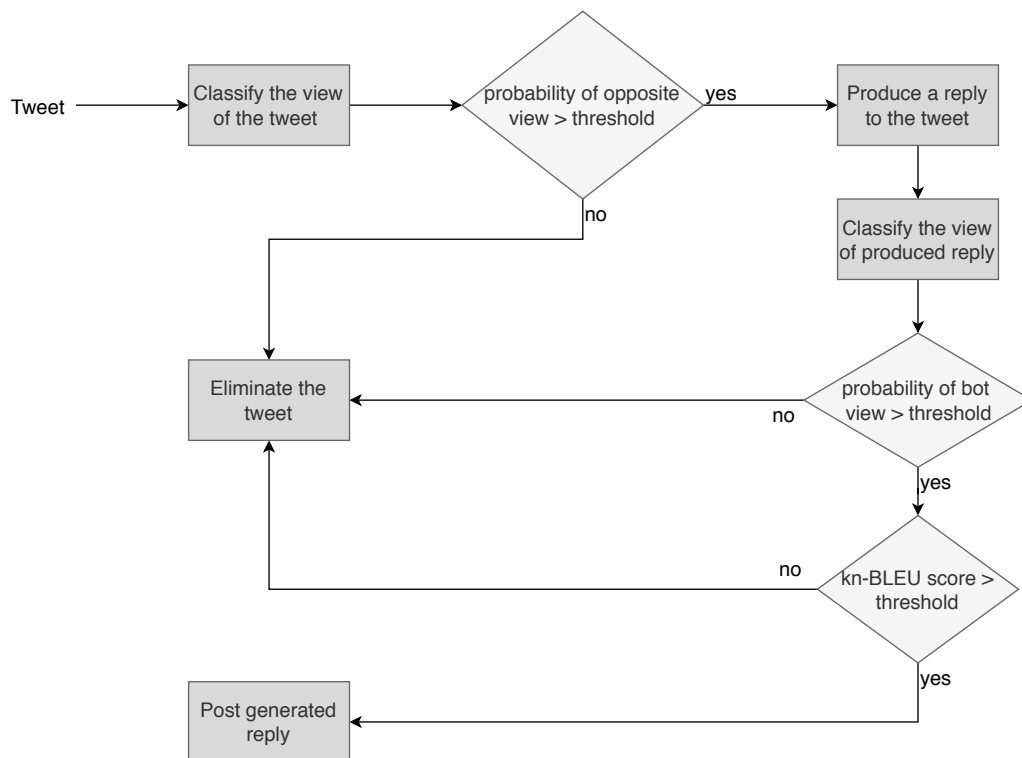 Tweet
Classify the view
of the tweet
probability of opposite
view > threshold
yes
Produce a reply
to the tweet
no
Classify the view
of produced reply
Eliminate the
tweet
probability of bot
view > threshold
no
yes
kn-BLEU score >
threshold
no
yes
Post generated
reply